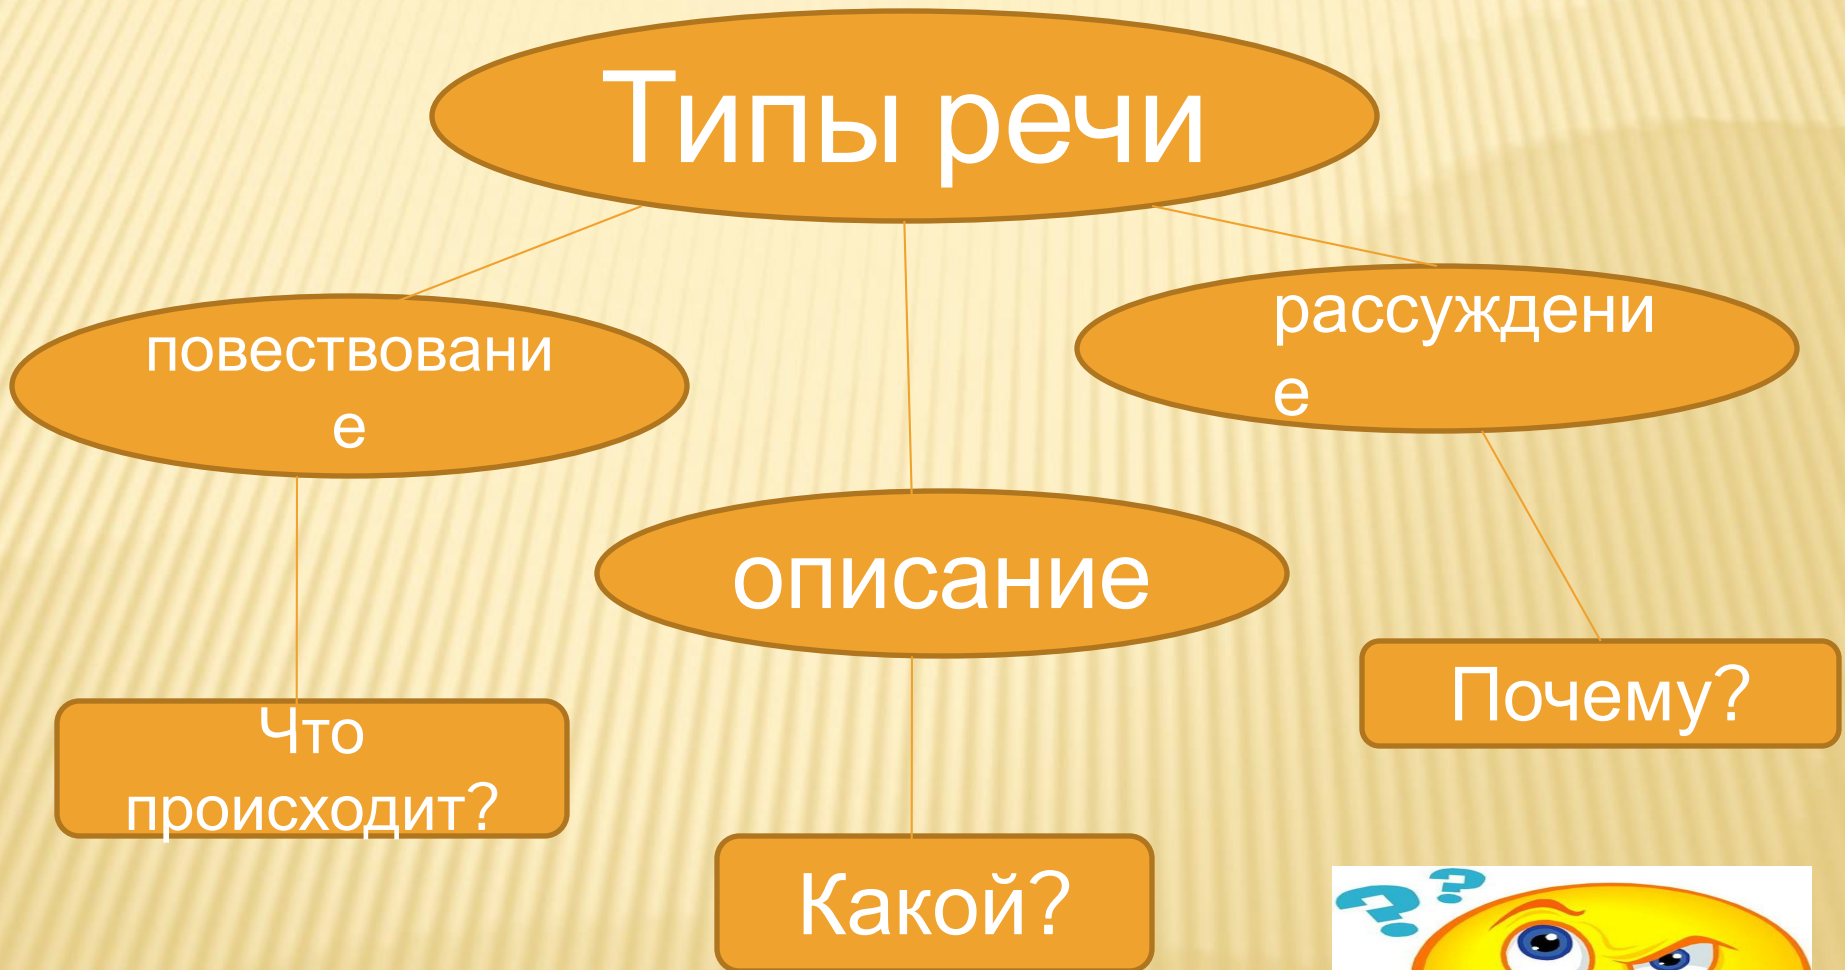 Типы речи
повествовани
е
Что
происходит?
описание
Какой?
рассуждени
е
Почему?
? ?